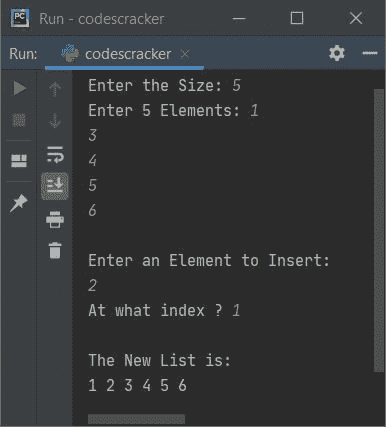 PC
Run - codescracker
Run: codescracker
Enter the Size: 5
Enter 5 Elements: 1
3
4
5
6
Enter an Element to Insert:
2
At what index ? 1
The New List is:
1 2 3 4 5 6